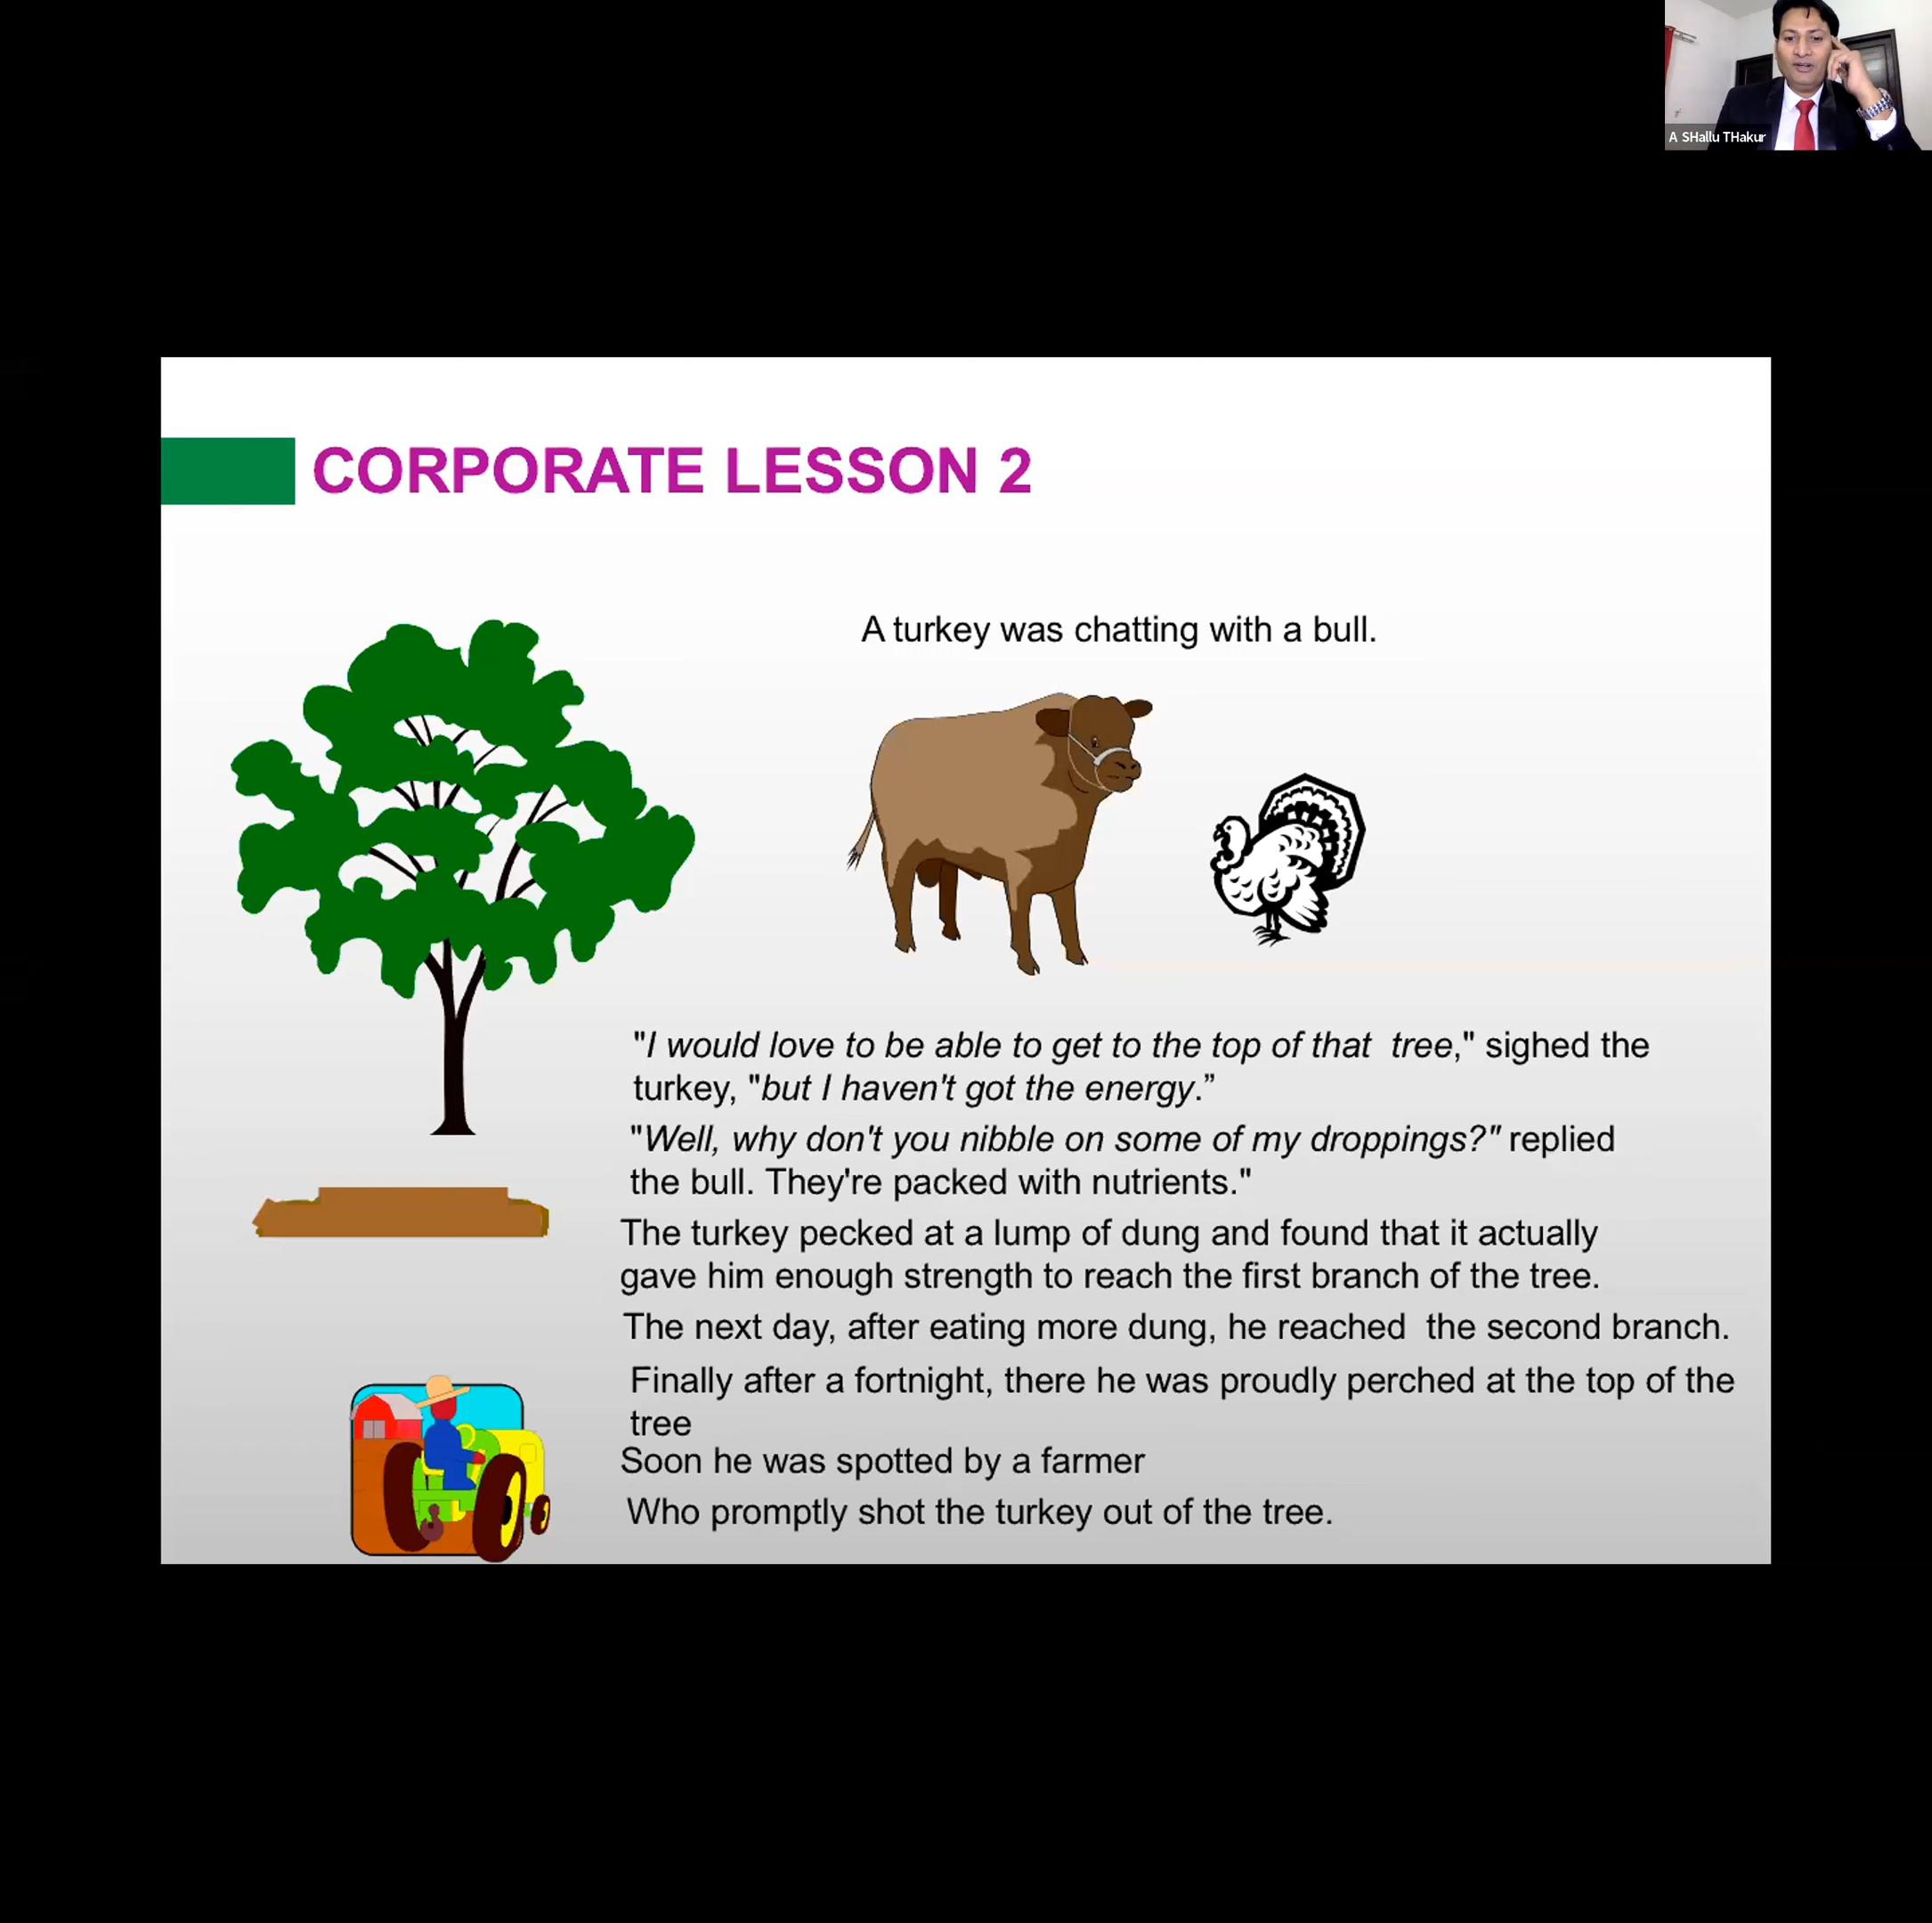 A SHallu THakur
CORPORATE LESSON 2
A turkey was chatting with a bull.
"I would love to be able to get to the top of that  tree," sighed the
turkey, "but I haven't got the energy.”
"Well, why don't you nibble on some of my droppings?" replied
the bull. They're packed with nutrients."
The turkey pecked at a lump of dung and found that it actually
gave him enough strength to reach the first branch of the tree.
The next day, after eating more dung, he reached  the second branch.
Finally after a fortnight, there he was proudly perched at the top of the
tree
Soon he was spotted by a farmer
Who promptly shot the turkey out of the tree.